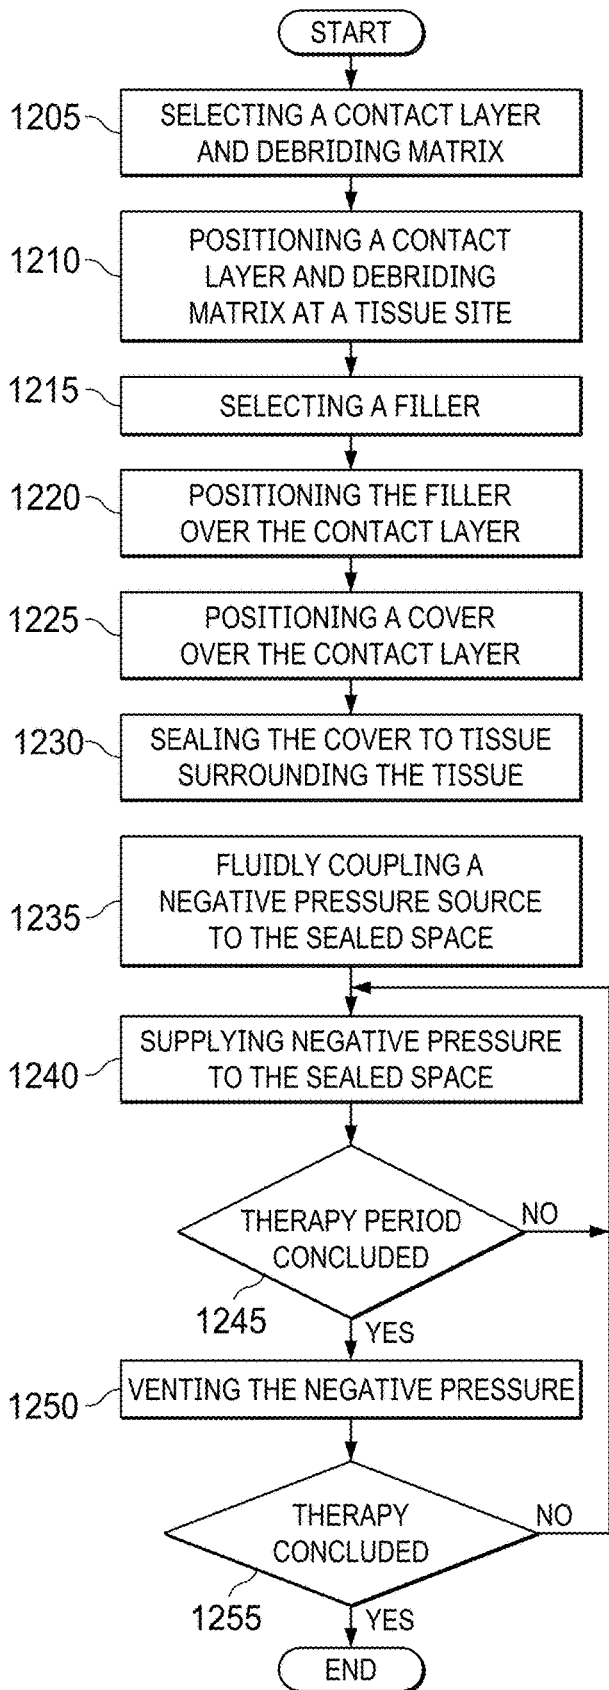 START
1205
SELECTING A CONTACT LAYER
AND DEBRIDING MATRIX
1210
POSITIONING A CONTACT
LAYER AND DEBRIDING
MATRIX AT A TISSUE SITE
1215
SELECTING A FILLER
1220
POSITIONING THE FILLER
OVER THE CONTACT LAYER
1225
POSITIONING A COVER
OVER THE CONTACT LAYER
1230
SEALING THE COVER TO TISSUE
SURROUNDING THE TISSUE
1235
FLUIDLY COUPLING A
NEGATIVE PRESSURE SOURCE
TO THE SEALED SPACE
1240
SUPPLYING NEGATIVE PRESSURE
TO THE SEALED SPACE
THERAPY PERIOD
CONCLUDED
NO
1245
YES
1250
VENTING THE NEGATIVE PRESSURE
THERAPY
CONCLUDED
NO
1255
YES
END